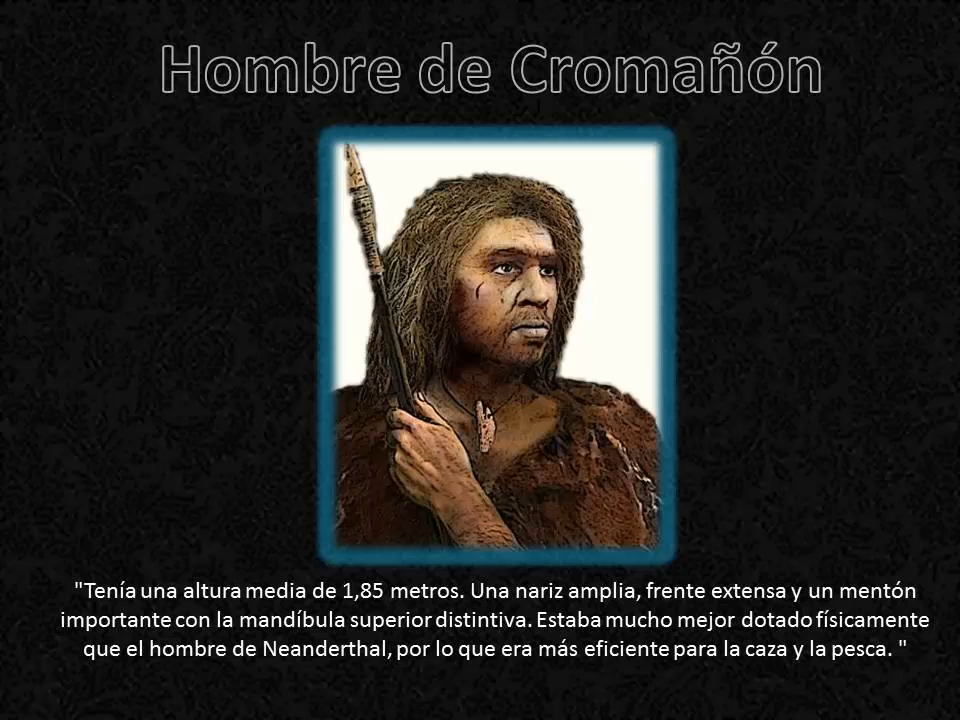 Hombre de Cromañón
"Tenía una altura media de 1,85 metros. Una nariz amplia, frente extensa y un mentón
importante con la mandíbula superior distintiva. Estaba mucho mejor dotado físicamente
que el hombre de Neanderthal, por lo que era más eficiente para la caza y la pesca. "